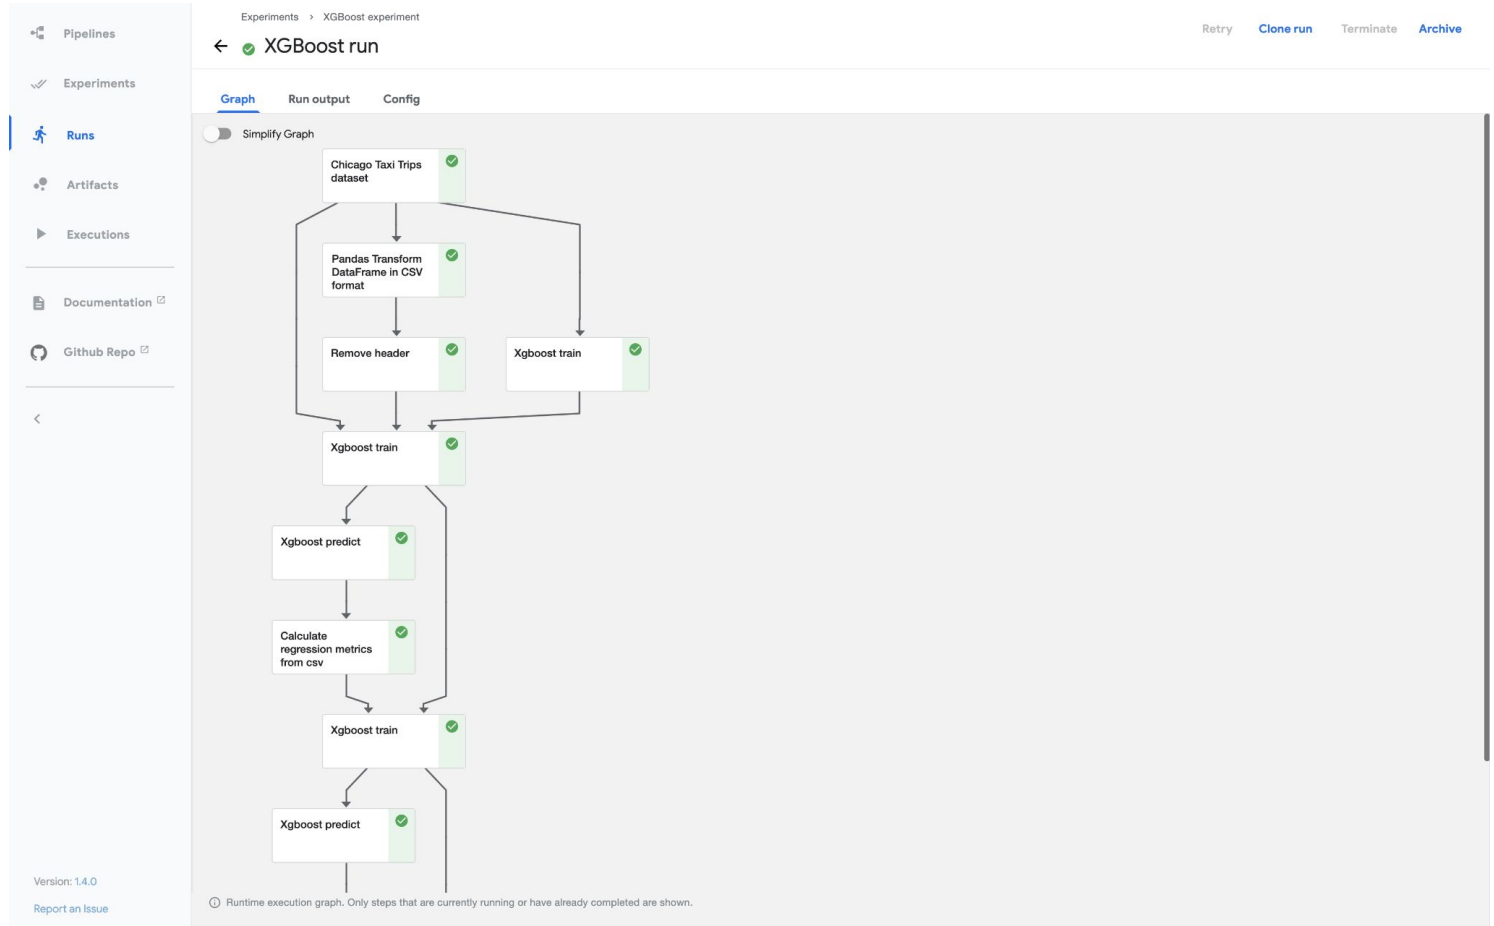 Experiments > XGBoost experiment
XGBoost run
Retry Clone run Terminate Archive
Pipelines
Experiments
Runs
Artifacts
Executions
Documentation
Github Repo
Version: 1.4.0
Report an Issue
Graph Run output Config
Simplify Graph
Chicago Taxi Trips
dataset
Pandas Transform
DataFrame in CSV
format
Remove header
Xgboost train
Xgboost train
Xgboost predict
Calculate
regression metrics
from csv
Xgboost train
Xgboost predict
Runtime execution graph. Only steps that are currently running or have already completed are shown.